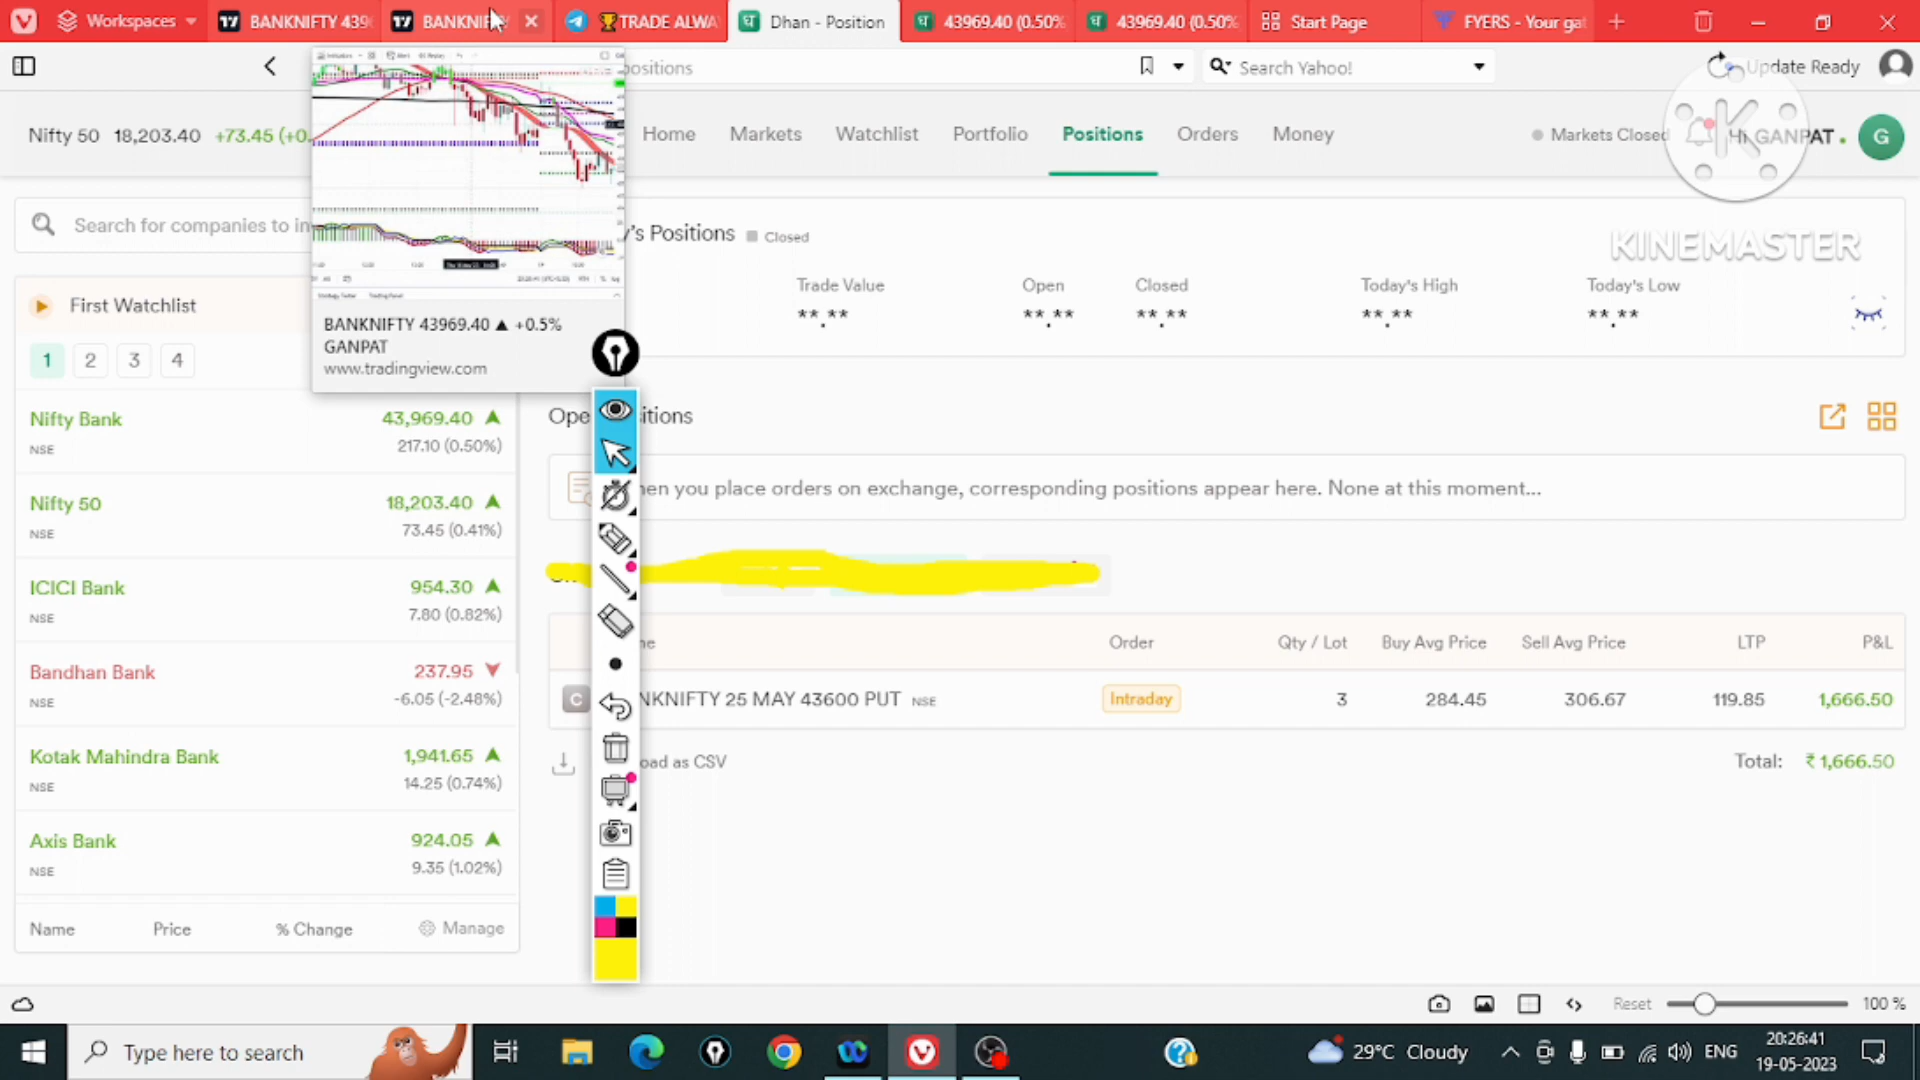 Workspaces
BANKNIFTY 439
BANKNIF
TRADE ALWA
Dhan - Position
43969.40 (0.50%
43969.40 (0.50%
Start Page
FYERS - Your gat
positions
Search Yahoo!
Update Ready
Nifty 50 18,203.40 +73.45 (+0.
Home
Markets
Watchlist
Portfolio
Positions
Orders
Money
Markets Closed
Hi, GANPAT
G
K
KINEMASTER
Search for companies to in
BANKNIFTY 43969.40 ▲ +0.5%
GANPAT
www.tradingview.com
y's Positions Closed
Trade Value
Open
Closed
Today's High
Today's Low
**.**
**.**
**.**
**.**
**.**
First Watchlist
1 2 3 4
Nifty Bank 43,969.40
NSE 217.10 (0.50%)
Nifty 50 18,203.40
NSE 73.45 (0.41%)
ICICI Bank 954.30
NSE 7.80 (0.82%)
Bandhan Bank 237.95
NSE -6.05 (-2.48%)
Kotak Mahindra Bank 1,941.65
NSE 14.25 (0.74%)
Axis Bank 924.05
NSE 9.35 (1.02%)
Name Price % Change Manage
Ope itions
en you place orders on exchange, corresponding positions appear here. None at this moment...
me Order Qty / Lot Buy Avg Price Sell Avg Price LTP P&L
C NKNIFTY 25 MAY 43600 PUT NSE Intraday 3 284.45 306.67 119.85 1,666.50
oad as CSV
Total: ₹ 1,666.50
Reset 100 %
Type here to search
29°C Cloudy
ENG
20:26:41
19-05-2023